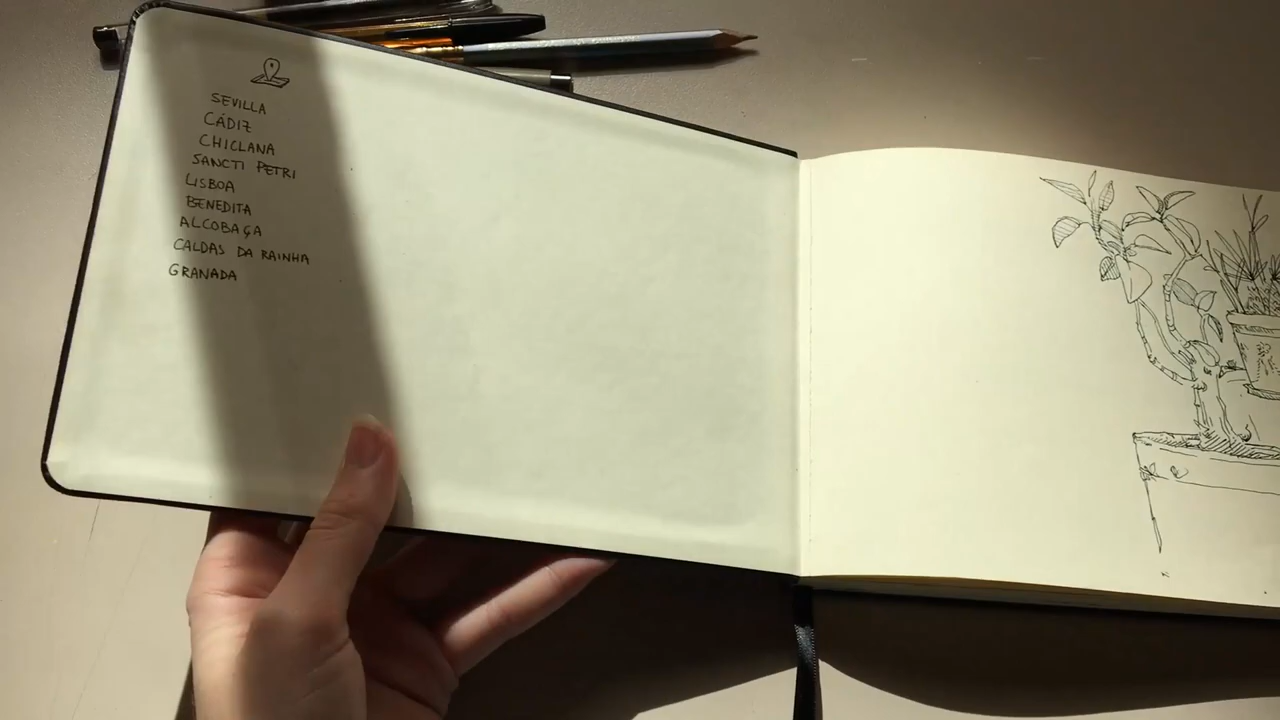 SEVILLA
CÁDIZ
CHICLANA
SANCTI PETRI
LISBOA
BENEDITA
ALCOBAÇA
CALDAS DA RAINHA
GRANADA